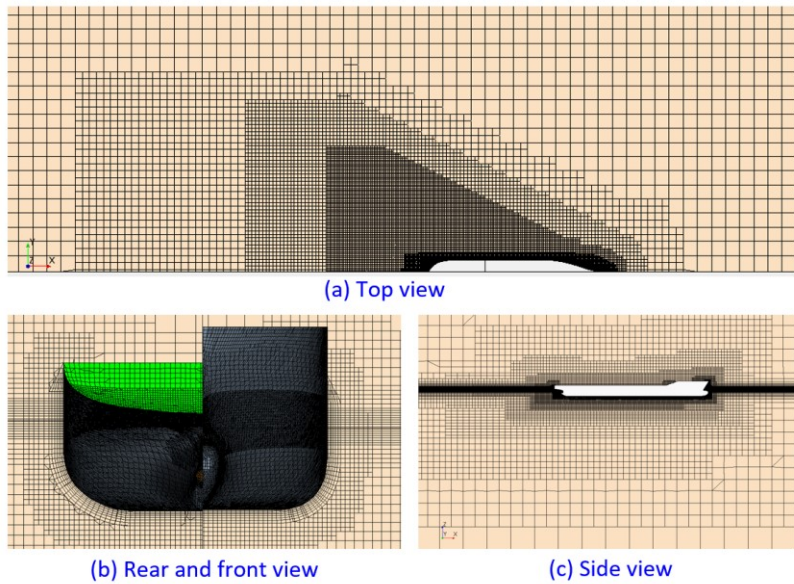 Y
Z X
(a) Top view
Z
Y X
(b) Rear and front view
(c) Side view